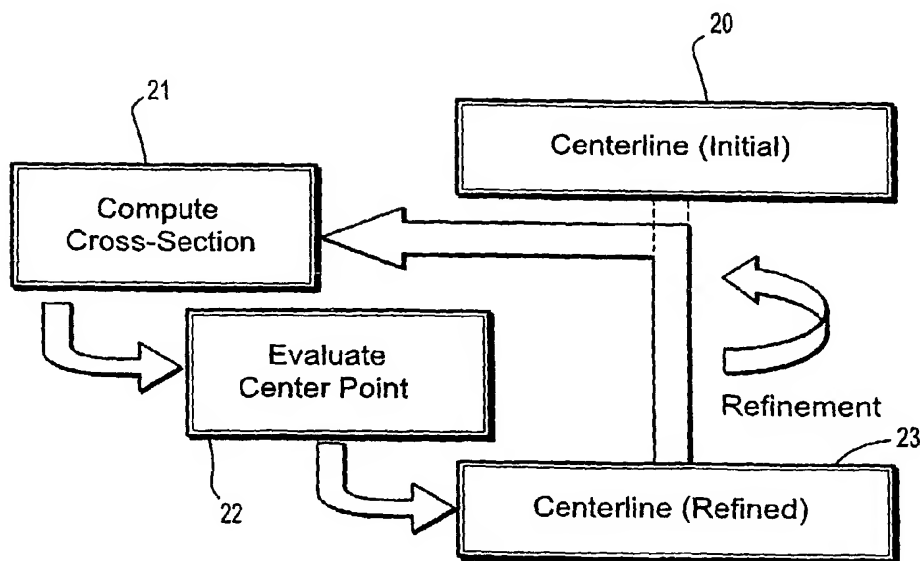 20
21
Centerline (Initial)
Compute
Cross-Section
Evaluate
Center Point
Refinement
23
22
Centerline (Refined)